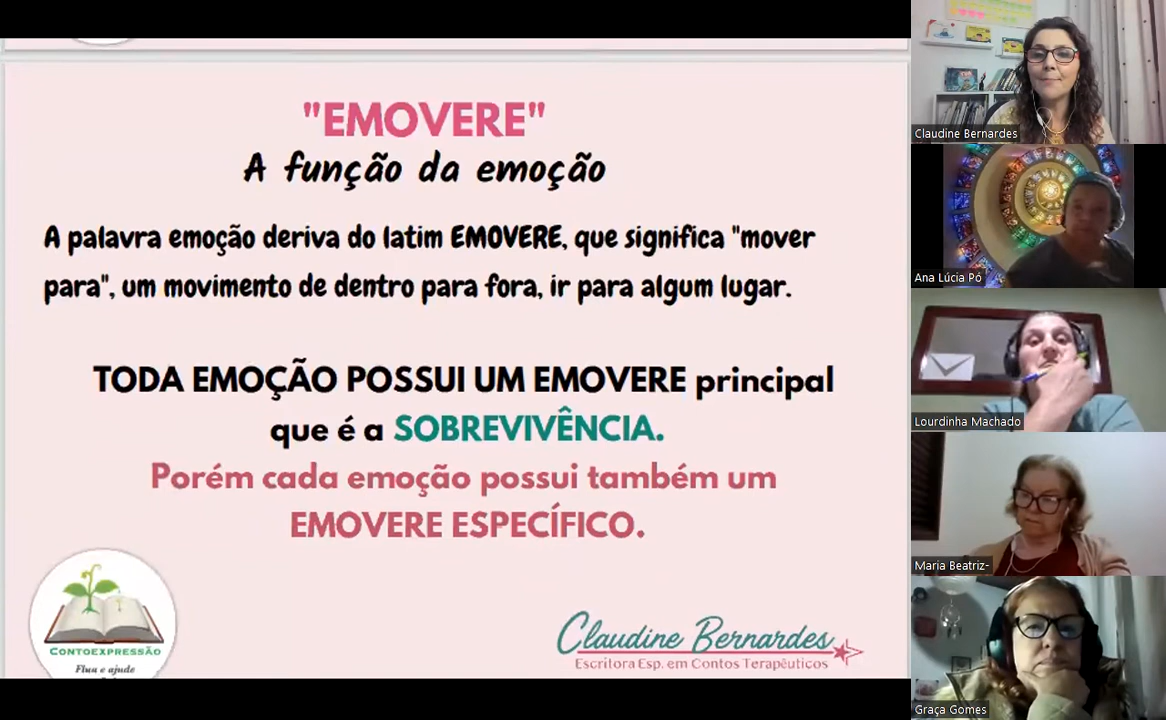 "EMOVERE"
A função da emoção
A palavra emoção deriva do latim EMOVERE, que significa "mover
para", um movimento de dentro para fora, ir para algum lugar.
TODA EMOÇÃO POSSUI UM EMOVERE principal
que é a SOBREVIVÊNCIA.
Porém cada emoção possui também um
EMOVERE ESPECÍFICO.
CONTOEXPRESSÃO
Flua e ajude
Claudine Bernardes
Escritora Esp. em Contos Terapêuticos
Claudine Bernardes
Ana Lúcia Pó
Lourdinha Machado
Maria Beatriz-
Graça Gomes